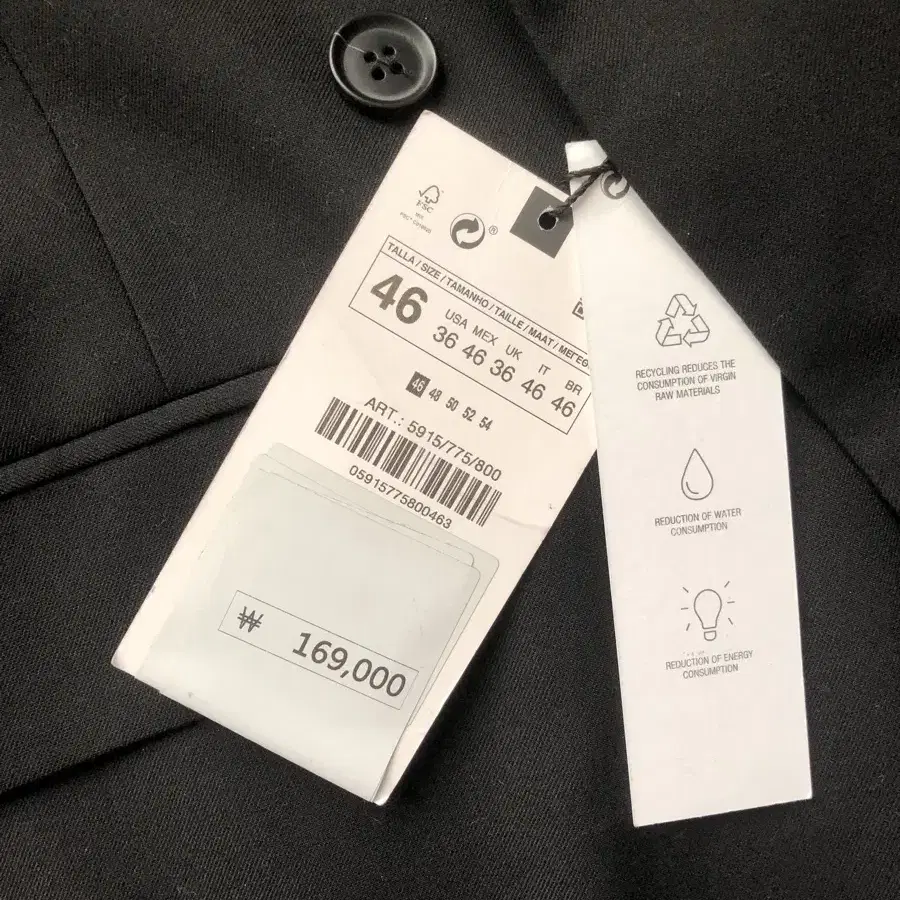 FSC
MIX
TALLA / SIZE / TAMANHO / TAILLE / MAAT / ΜΕΓΕΘ
46
USA MEX UK IT BR
36 46 36 46 46
46 48 50 52 54
ART.: 5915/775/800
05915775800463
₩ 169,000
RECYCLING REDUCES THE
CONSUMPTION OF VIRGIN
RAW MATERIALS
REDUCTION OF WATER
CONSUMPTION
REDUCTION OF ENERGY
CONSUMPTION